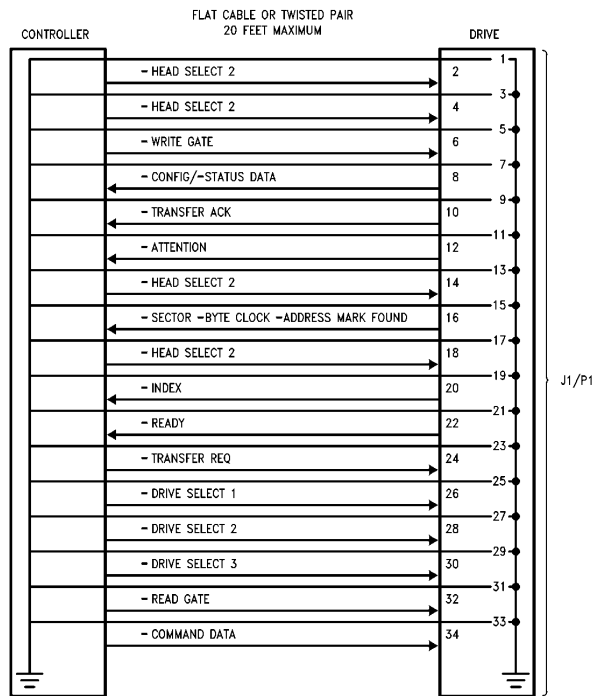 FLAT CABLE OR TWISTED PAIR
20 FEET MAXIMUM
CONTROLLER
DRIVE
1
- HEAD SELECT 2 2
3
- HEAD SELECT 2 4
5
- WRITE GATE 6
7
- CONFIG/-STATUS DATA 8
9
- TRANSFER ACK 10
11
- ATTENTION 12
13
- HEAD SELECT 2 14
15
- SECTOR -BYTE CLOCK -ADDRESS MARK FOUND 16
17
- HEAD SELECT 2 18
19
J1/P1
- INDEX 20
21
- READY 22
23
- TRANSFER REQ 24
25
- DRIVE SELECT 1 26
27
- DRIVE SELECT 2 28
29
- DRIVE SELECT 3 30
31
- READ GATE 32
33
- COMMAND DATA 34